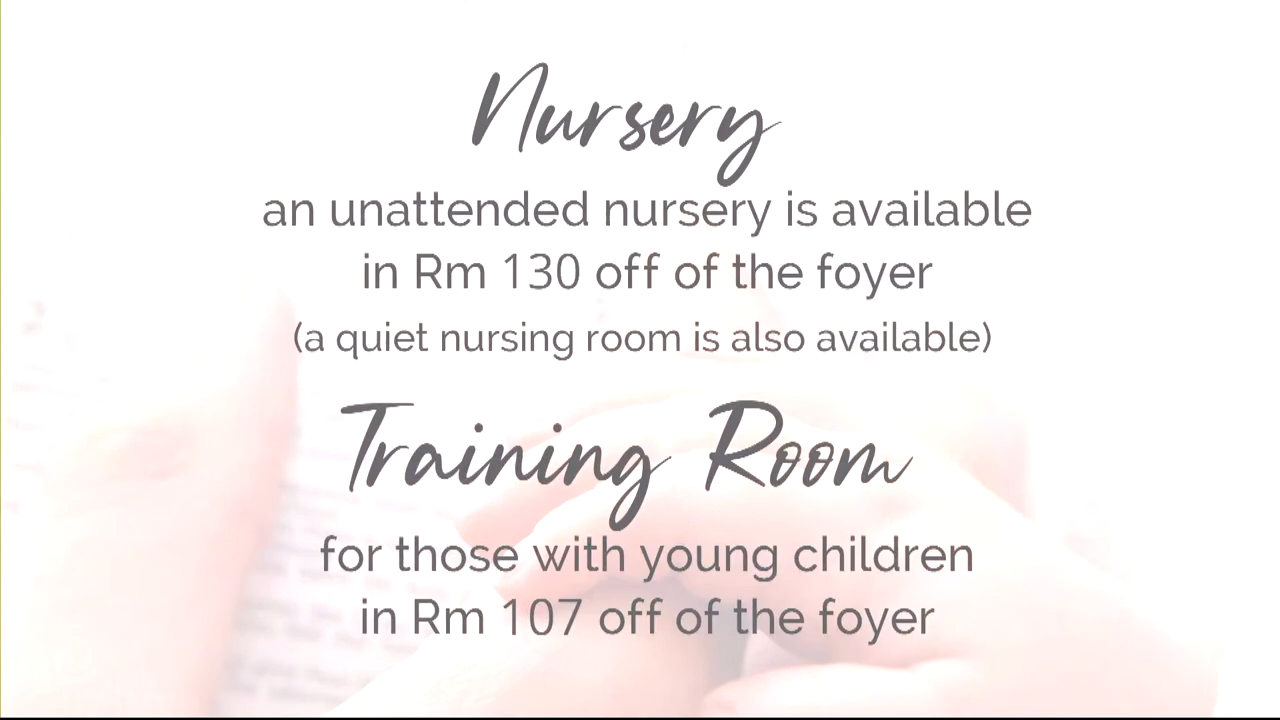 Nursery
an unattended nursery is available
in Rm 130 off of the foyer
(a quiet nursing room is also available)
Training Room
for those with young children
in Rm 107 off of the foyer